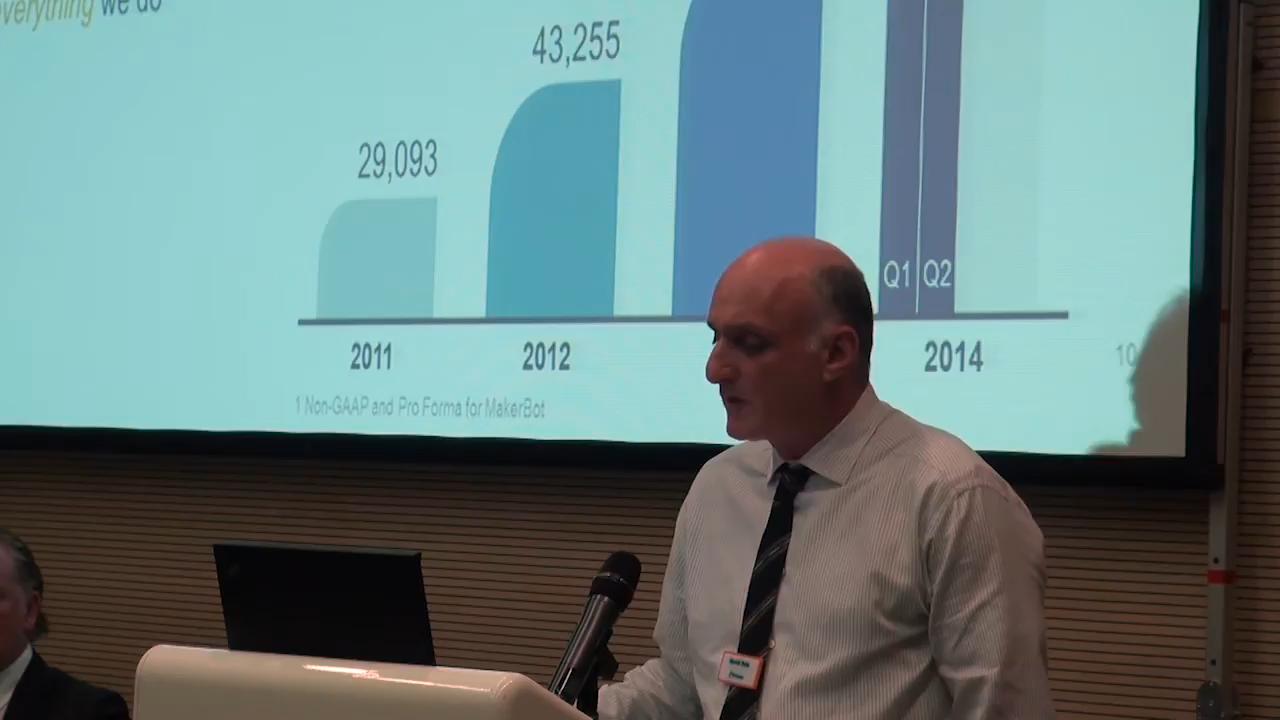 everything we do
43,255
29,093
Q1 Q2
2011 2012 2014
10
1 Non-GAAP and Pro Forma for MakerBot